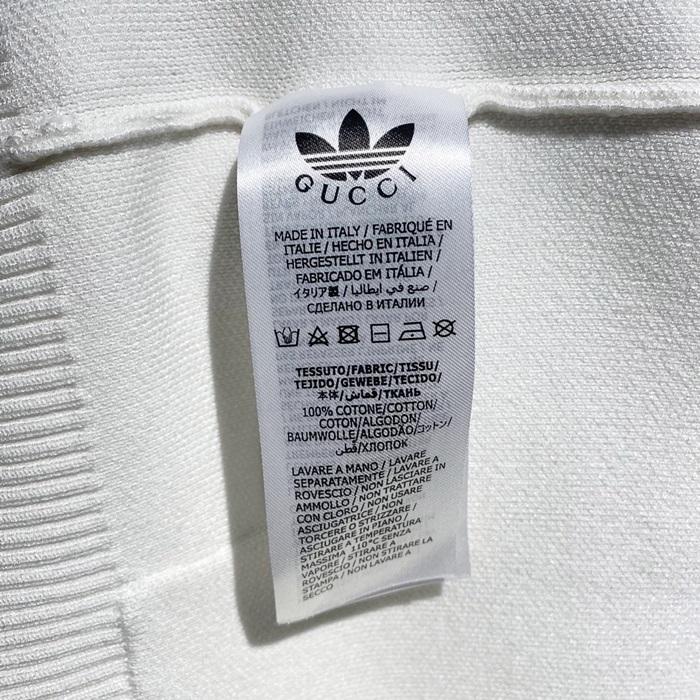 GUCCI
MADE IN ITALY / FABRIQUÉ EN
ITALIE / HECHO EN ITALIA /
HERGESTELLT IN ITALIEN /
FABRICADO EM ITÁLIA /
イタリア製 / صنع في ايطاليا /
СДЕЛАНО В ИТАЛИИ
TESSUTO/FABRIC/TISSU/
TEJIDO/GEWEBE/TECIDO/
本体/قماش/ТКАНЬ
100% COTONE/COTTON/
COTON/ALGODON/
BAUMWOLLE/ALGODÃO/コットン/
قطن/ХЛОПОК
LAVARE A MANO / LAVARE
SEPARATAMENTE / LAVARE A
ROVESCIO / NON LASCIARE IN
AMMOLLO / NON TRATTARE
CON CLORO / NON USARE
ASCIUGATRICE / NON
TORCERE O STRIZZARE /
ASCIUGARE IN PIANO /
STIRARE A TEMPERATURA
MASSIMA 110°C SENZA
VAPORE / STIRARE A
ROVESCIO / NON STIRARE LA
STAMPA / NON LAVARE A
SECCO